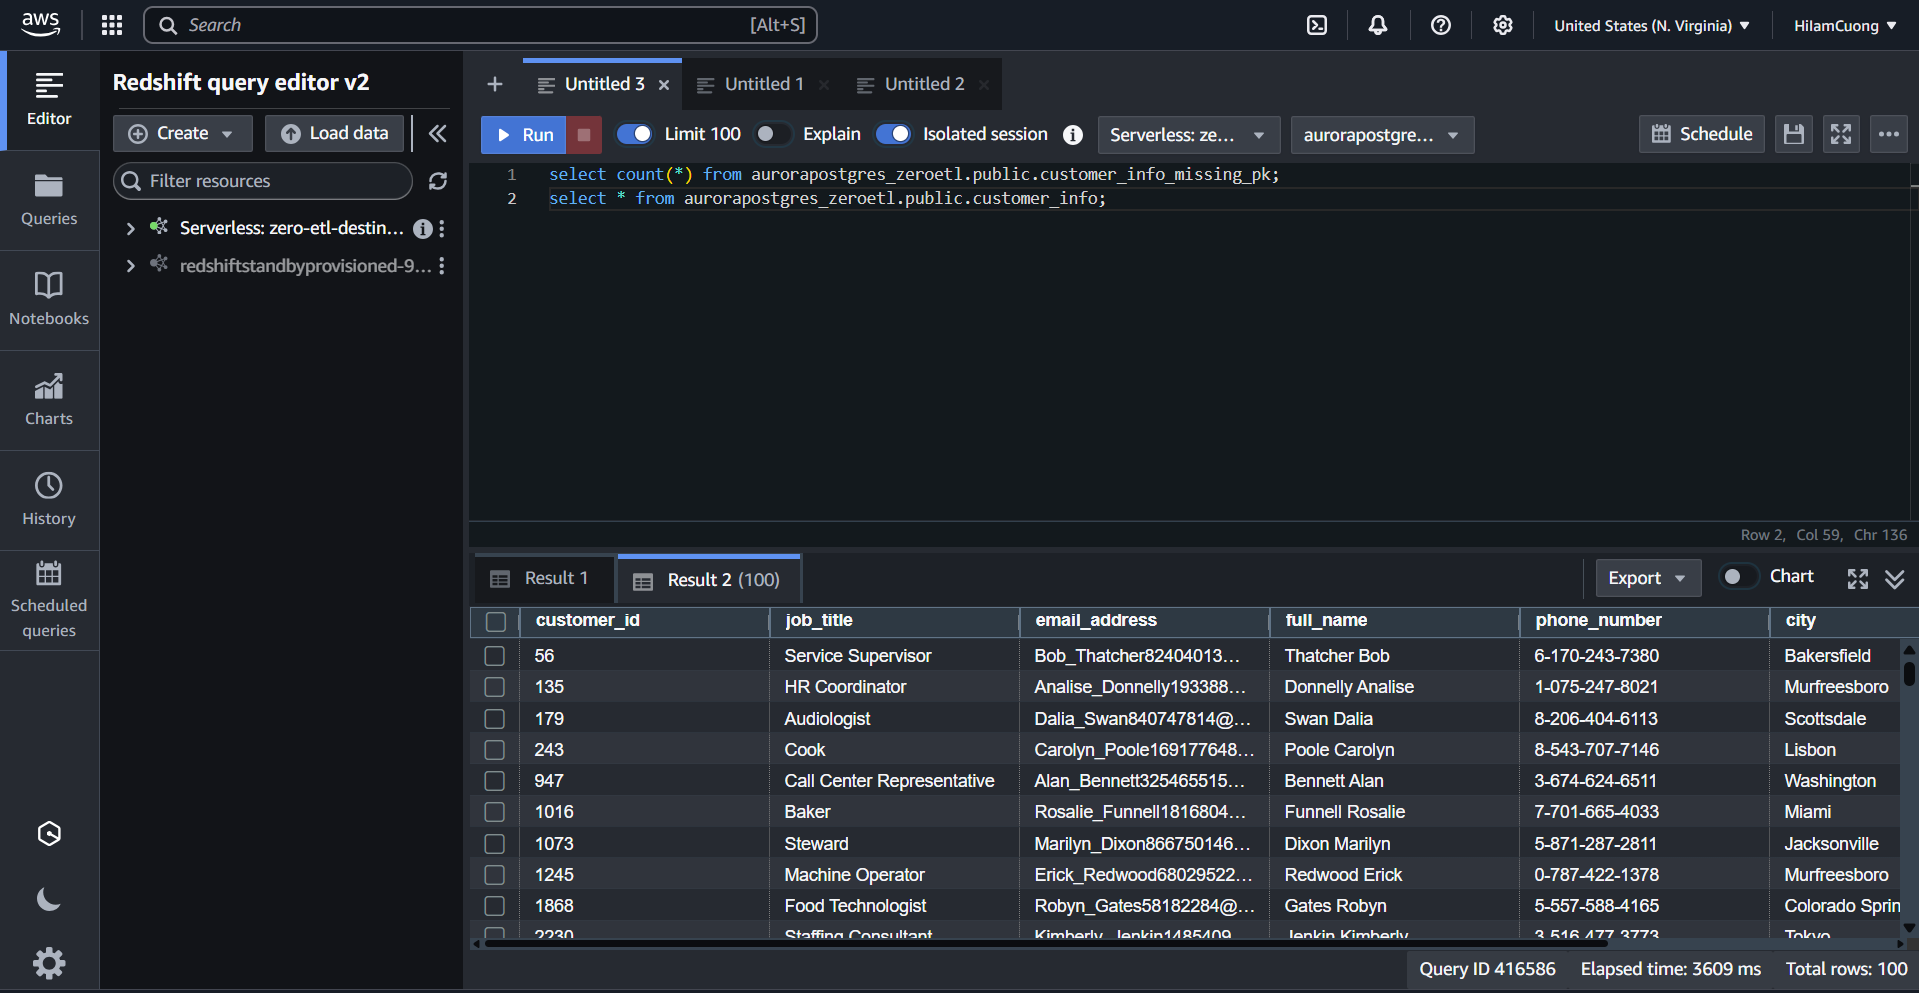 aws
Search
[Alt+S]
United States (N. Virginia)
HilamCuong
Editor
Queries
Notebooks
Charts
History
Scheduled
queries
Redshift query editor v2
Create
Load data
Filter resources
Serverless: zero-etl-destin...
redshiftstandbyprovisioned-9...
Untitled 3
Untitled 1
Untitled 2
Run
Limit 100
Explain
Isolated session
Serverless: ze...
aurorapostgre...
Schedule
1 select count(*) from aurorapostgres_zeroetl.public.customer_info_missing_pk;
2 select * from aurorapostgres_zeroetl.public.customer_info;
Row 2, Col 59, Chr 136
Result 1
Result 2 (100)
Export
Chart
customer_id job_title email_address full_name phone_number city
56 Service Supervisor Bob_Thatcher82404013... Thatcher Bob 6-170-243-7380 Bakersfield
135 HR Coordinator Analise_Donnelly193388... Donnelly Analise 1-075-247-8021 Murfreesboro
179 Audiologist Dalia_Swan840747814@... Swan Dalia 8-206-404-6113 Scottsdale
243 Cook Carolyn_Poole169177648... Poole Carolyn 8-543-707-7146 Lisbon
947 Call Center Representative Alan_Bennett325465515... Bennett Alan 3-674-624-6511 Washington
1016 Baker Rosalie_Funnell1816804... Funnell Rosalie 7-701-665-4033 Miami
1073 Steward Marilyn_Dixon866750146... Dixon Marilyn 5-871-287-2811 Jacksonville
1245 Machine Operator Erick_Redwood68029522... Redwood Erick 0-787-422-1378 Murfreesboro
1868 Food Technologist Robyn_Gates58182284@... Gates Robyn 5-557-588-4165 Colorado Sprin
2230 Staffing Consultant Kimberly_Jenkin1485409... Jenkin Kimberly 3-516-477-3773 Tokyo
Query ID 416586 Elapsed time: 3609 ms Total rows: 100